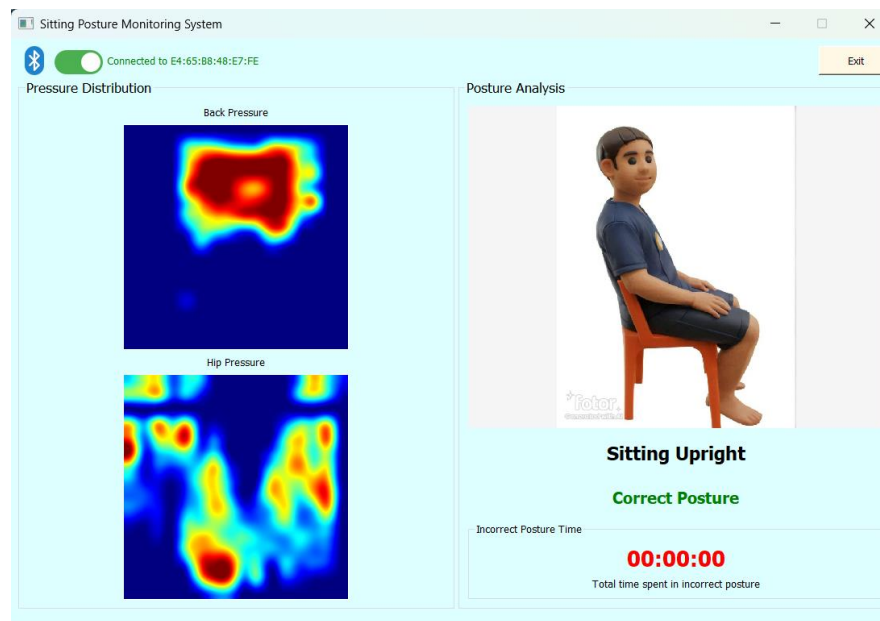 Sitting Posture Monitoring System
Connected to E4:65:B8:48:E7:FE
Exit
Pressure Distribution
Back Pressure
Hip Pressure
Posture Analysis
Fotor
Sitting Upright
Correct Posture
Incorrect Posture Time
00:00:00
Total time spent in incorrect posture